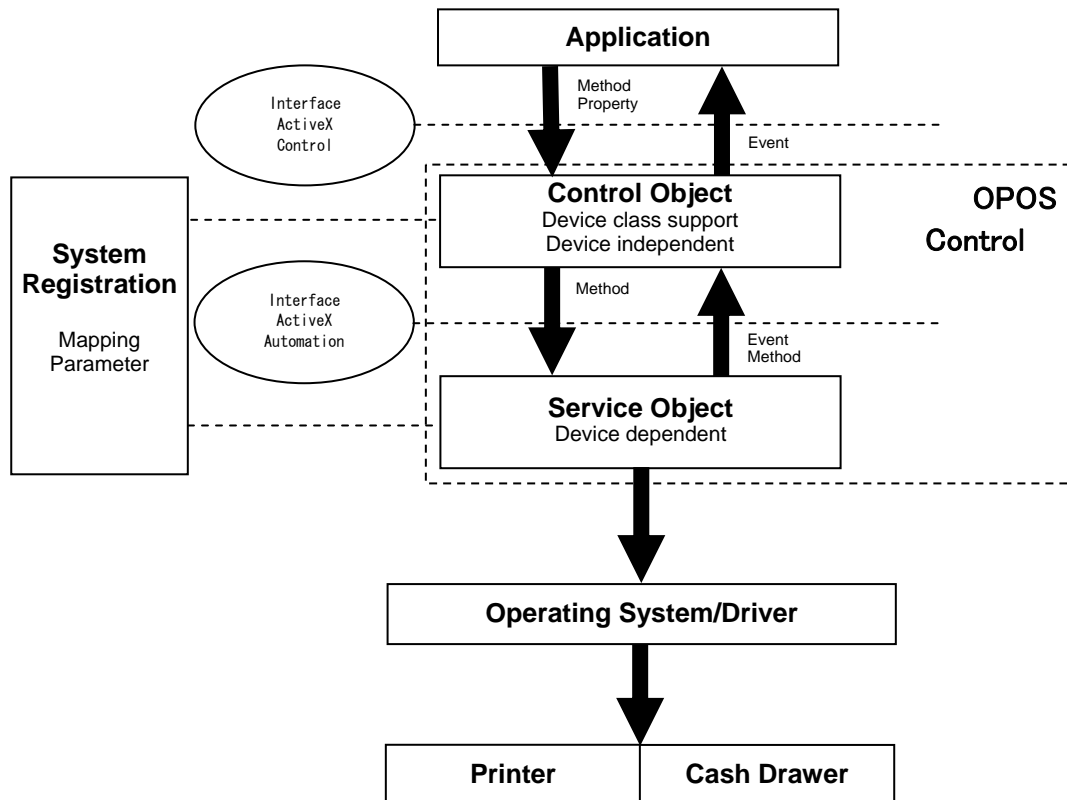 Application
Method
Property
Interface
ActiveX
Control
Event
Control Object
Device class support
Device independent
OPOS
Control
System
Registration
Mapping
Parameter
Method
Interface
ActiveX
Automation
Event
Method
Service Object
Device dependent
Operating System/Driver
Printer
Cash Drawer